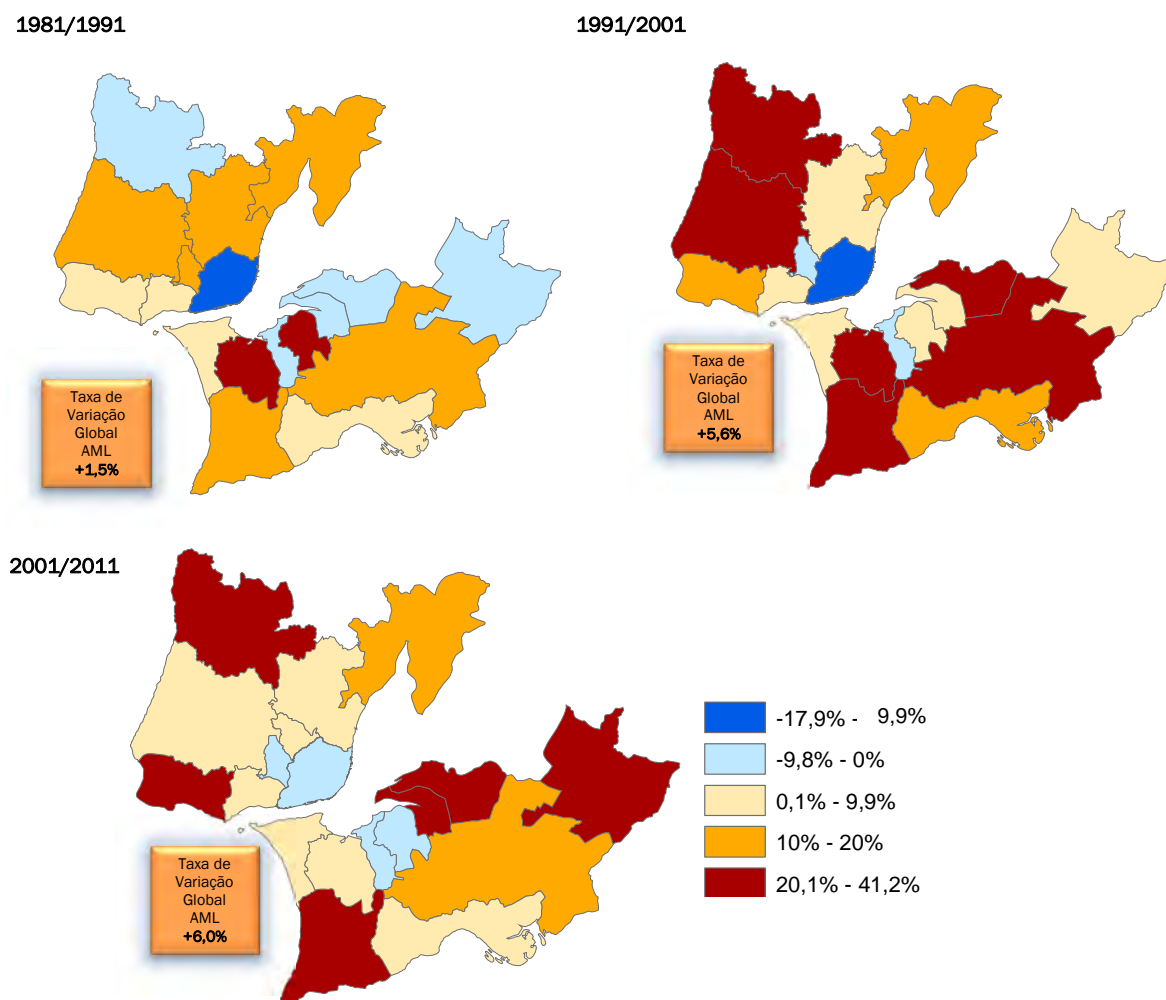 1981/1991
1991/2001
Taxa de
Variação
Global
AML
+1,5%
Taxa de
Variação
Global
AML
+5,6%
2001/2011
Taxa de
Variação
Global
AML
+6,0%
-17,9% - 9,9%
-9,8% - 0%
0,1% - 9,9%
10% - 20%
20,1% - 41,2%